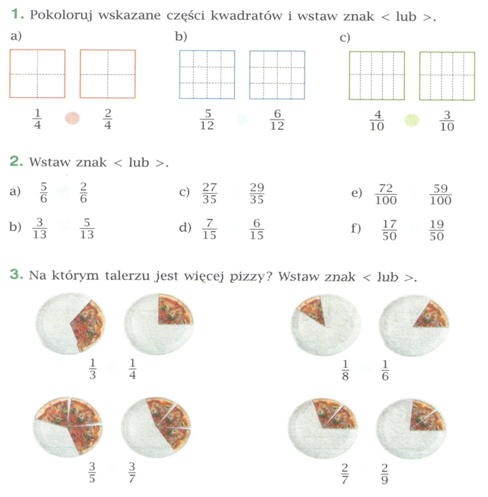 1. Pokoloruj wskazane części kwadratów i wstaw znak < lub >.
a) b) c)
1/4 2/4 5/12 6/12 4/10 3/10
2. Wstaw znak < lub >.
a) 5/6 2/6 c) 27/35 29/35 e) 72/100 59/100
b) 3/13 5/13 d) 7/15 6/15 f) 17/50 19/50
3. Na którym talerzu jest więcej pizzy? Wstaw znak < lub >.
1/3 1/4 1/8 1/6
3/5 3/7 2/7 2/9